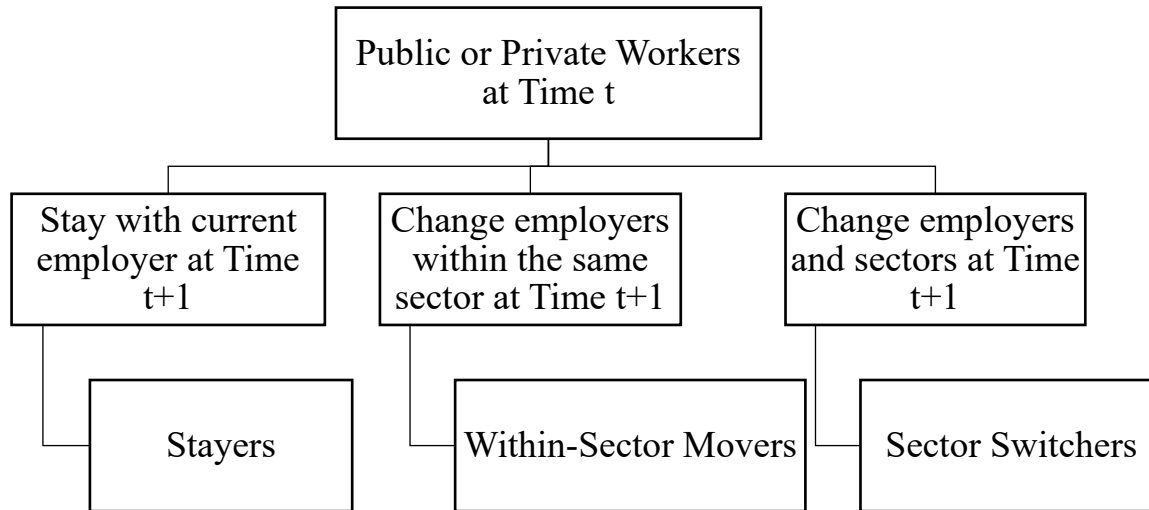 Public or Private Workers
at Time t
Stay with current
employer at Time
t+1
Change employers
within the same
sector at Time t+1
Change employers
and sectors at Time
t+1
Stayers
Within-Sector Movers
Sector Switchers